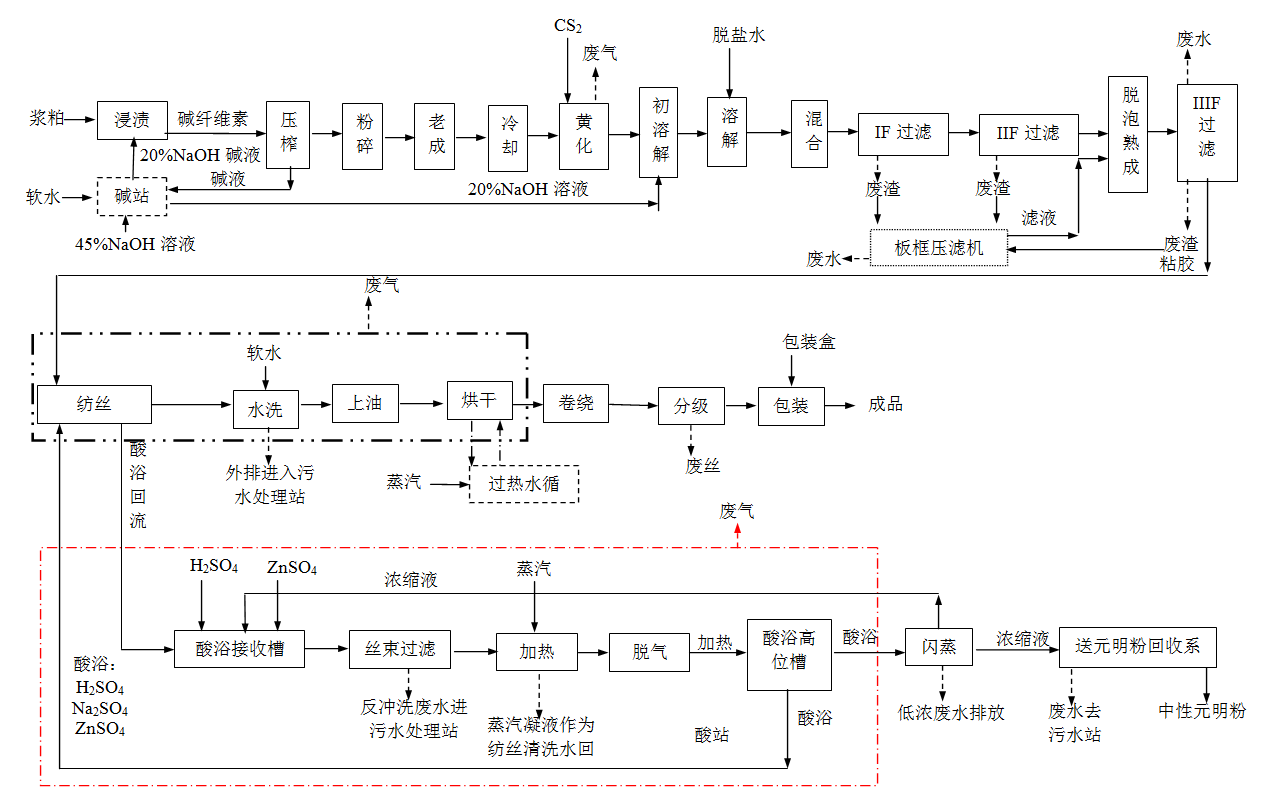 CS2
脱盐水
废水
废气
浆粕
浸渍
碱纤维素
压
榨
粉
碎
老
成
冷
却
黄
化
初
溶
解
溶
解
混
合
IF 过滤
IIF 过滤
脱
泡
熟
成
IIIF
过
滤
20%NaOH 碱液
碱液
软水
碱站
20%NaOH 溶液
45%NaOH 溶液
废渣
废渣
滤液
板框压滤机
废水
废渣
粘胶
废气
软水
包装盒
纺丝
水洗
上油
烘干
卷绕
分级
包装
成品
酸
浴
回
流
外排进入污
水处理站
蒸汽
过热水循
废丝
废气
H2SO4
ZnSO4
浓缩液
蒸汽
酸浴接收槽
丝束过滤
加热
脱气
加热
酸浴高
位槽
酸浴
闪蒸
浓缩液
送元明粉回收系
酸浴：
H2SO4
Na2SO4
ZnSO4
反冲洗废水进
污水处理站
蒸汽凝液作为
纺丝清洗水回
酸站
酸浴
低浓废水排放
废水去
污水站
中性元明粉